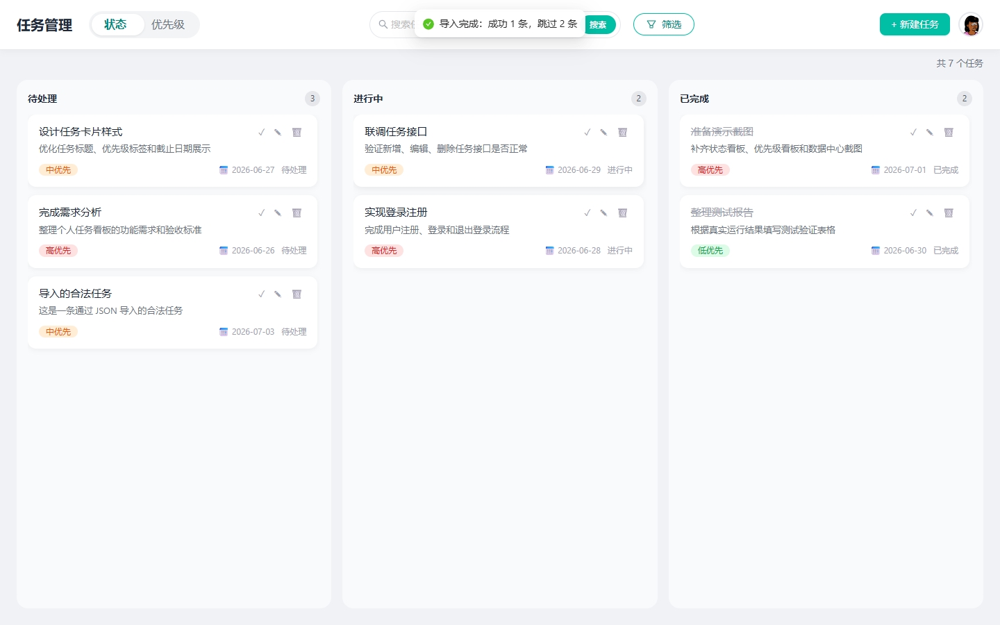 任务管理
状态
优先级
搜索
导入完成：成功 1 条，跳过 2 条
搜索
筛选
+ 新建任务
共 7 个任务
待处理
3
设计任务卡片样式
优化任务标题、优先级标签和截止日期展示
中优先
2026-06-27 待处理
完成需求分析
整理个人任务看板的功能需求和验收标准
高优先
2026-06-26 待处理
导入的合法任务
这是一条通过 JSON 导入的合法任务
中优先
2026-07-03 待处理
进行中
2
联调任务接口
验证新增、编辑、删除任务接口是否正常
中优先
2026-06-29 进行中
实现登录注册
完成用户注册、登录和退出登录流程
高优先
2026-06-28 进行中
已完成
2
准备演示截图
补齐状态看板、优先级看板和数据中心截图
高优先
2026-07-01 已完成
整理测试报告
根据真实运行结果填写测试验证表格
低优先
2026-06-30 已完成